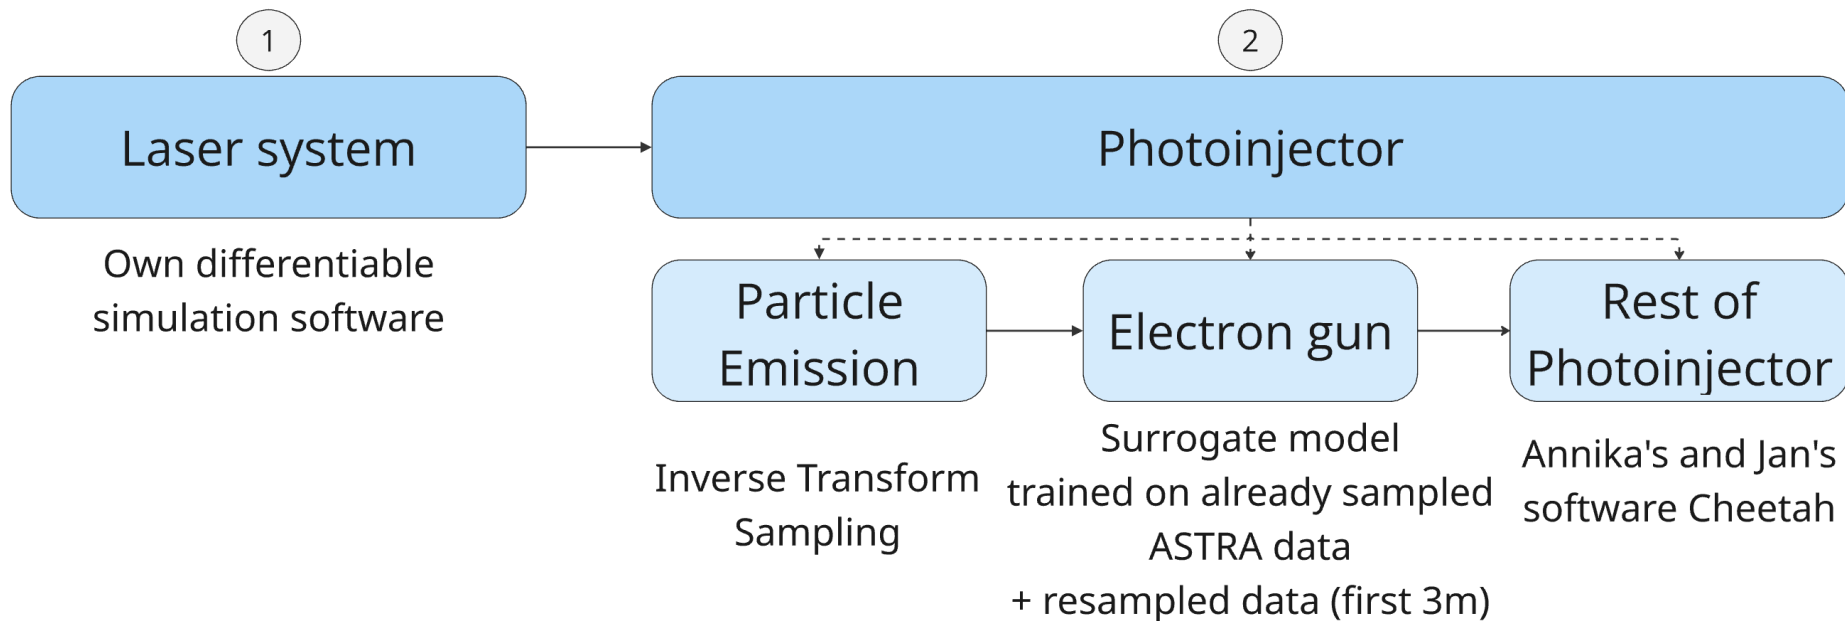 1
2
Laser system
Photoinjector
Own differentiable
simulation software
Particle
Emission
Electron gun
Rest of
Photoinjector
Inverse Transform
Sampling
Surrogate model
trained on already sampled
ASTRA data
+ resampled data (first 3m)
Annika's and Jan's
software Cheetah